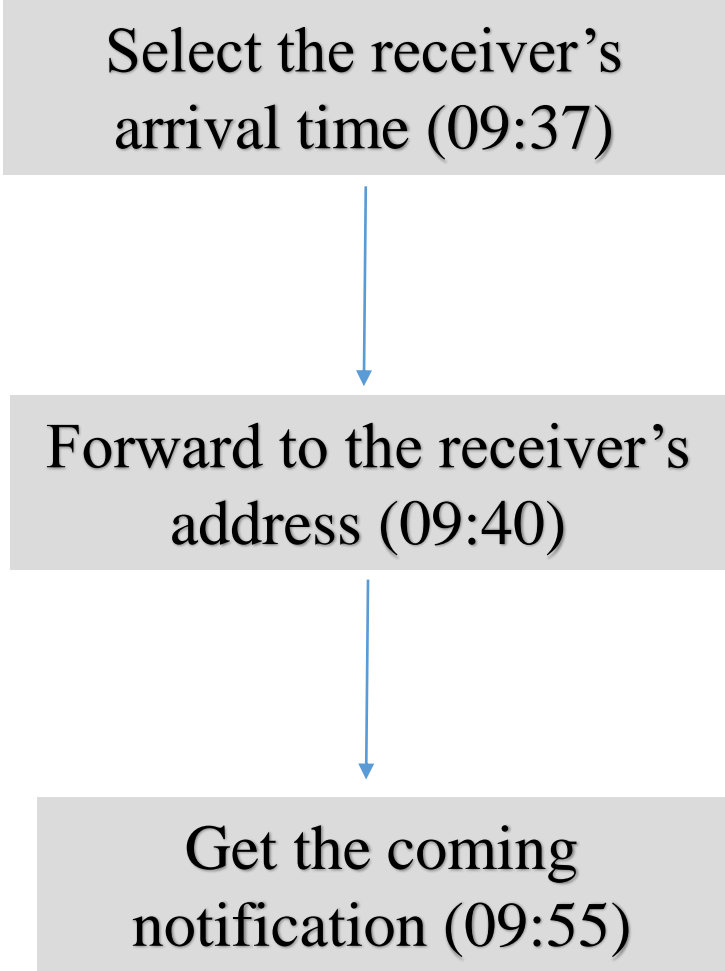 Select the receiver’s
arrival time (09:37)
Forward to the receiver’s
address (09:40)
Get the coming
notification (09:55)